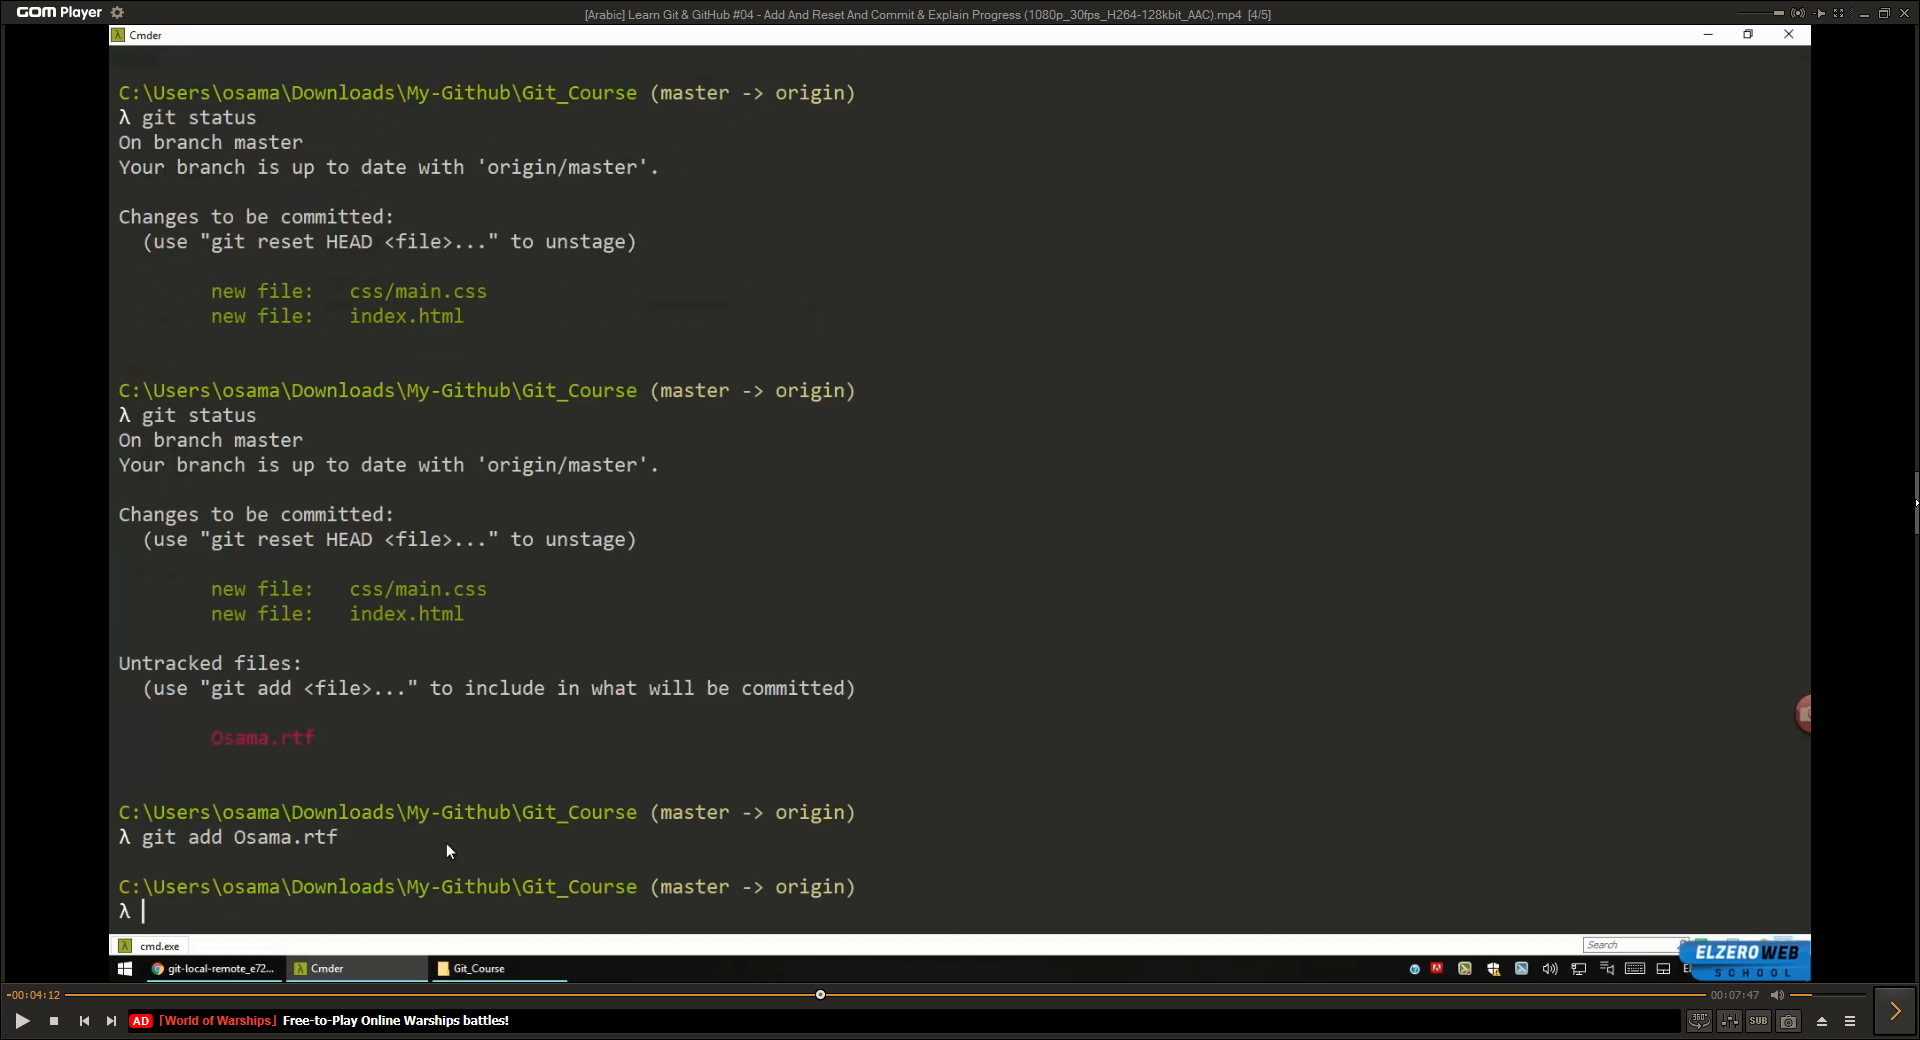 GOM Player
[Arabic] Learn Git & GitHub #04 - Add And Reset And Commit & Explain Progress (1080p_30fps_H264-128kbit_AAC).mp4 [4/5]
λ Cmder
C:\Users\osama\Downloads\My-Github\Git_Course (master -> origin)
λ git status
On branch master
Your branch is up to date with 'origin/master'.
Changes to be committed:
(use "git reset HEAD <file>..." to unstage)
new file: css/main.css
new file: index.html
C:\Users\osama\Downloads\My-Github\Git_Course (master -> origin)
λ git status
On branch master
Your branch is up to date with 'origin/master'.
Changes to be committed:
(use "git reset HEAD <file>..." to unstage)
new file: css/main.css
new file: index.html
Untracked files:
(use "git add <file>..." to include in what will be committed)
Osama.rtf
C:\Users\osama\Downloads\My-Github\Git_Course (master -> origin)
λ git add Osama.rtf
C:\Users\osama\Downloads\My-Github\Git_Course (master -> origin)
λ
λ cmd.exe
Search
ELZEROWEB
SCHOOL
git-local-remote_e72...
λ Cmder
Git_Course
-00:04:12
00:07:47
AD [World of Warships] Free-to-Play Online Warships battles!
360°
SUB